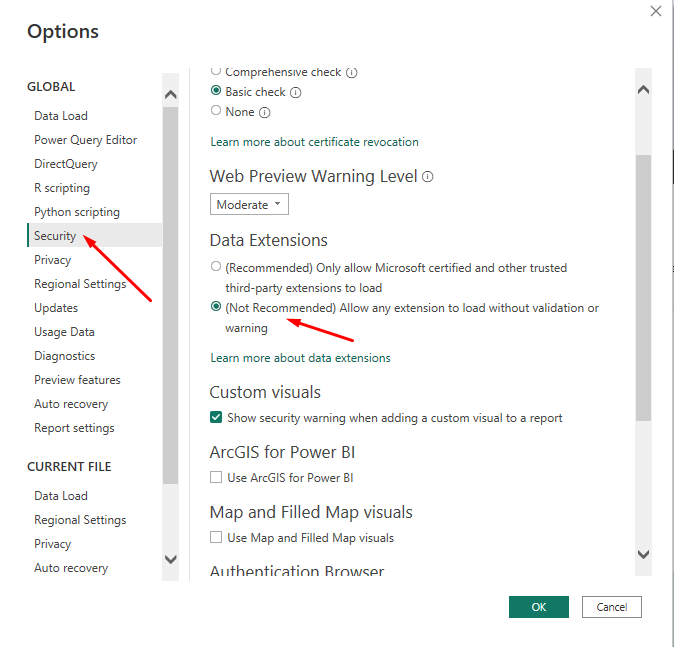 Options
GLOBAL
Data Load
Power Query Editor
DirectQuery
R scripting
Python scripting
Security
Privacy
Regional Settings
Updates
Usage Data
Diagnostics
Preview features
Auto recovery
Report settings
CURRENT FILE
Data Load
Regional Settings
Privacy
Auto recovery
Comprehensive check
Basic check
None
Learn more about certificate revocation
Web Preview Warning Level
Moderate
Data Extensions
(Recommended) Only allow Microsoft certified and other trusted
third-party extensions to load
(Not Recommended) Allow any extension to load without validation or
warning
Learn more about data extensions
Custom visuals
Show security warning when adding a custom visual to a report
ArcGIS for Power BI
Use ArcGIS for Power BI
Map and Filled Map visuals
Use Map and Filled Map visuals
Authentication Browser
OK
Cancel